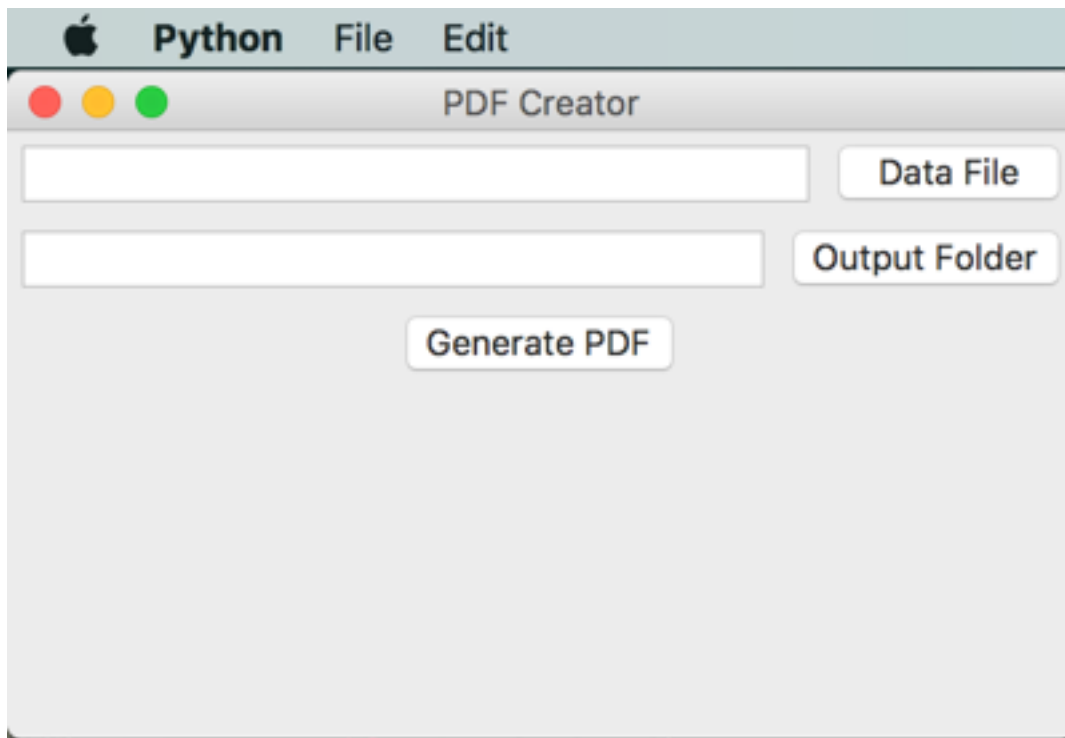 Python File Edit
PDF Creator
Data File
Output Folder
Generate PDF